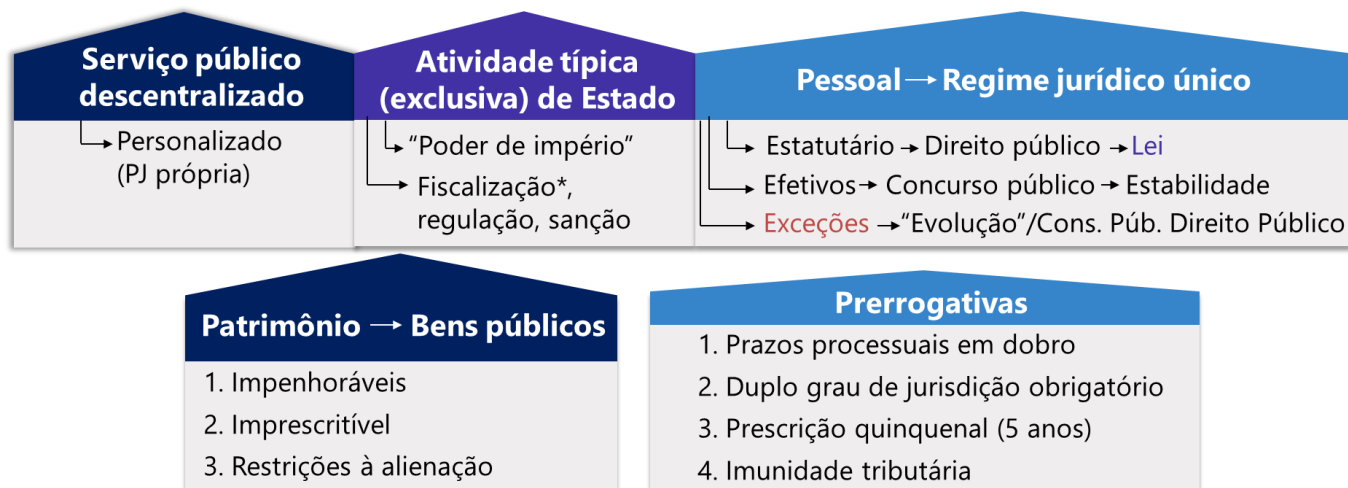 Serviço público
descentralizado
Personalizado
(PJ própria)
Atividade típica
(exclusiva) de Estado
“Poder de império”
Fiscalização*,
regulação, sanção
Pessoal → Regime jurídico único
Estatutário → Direito público → Lei
Efetivos → Concurso público → Estabilidade
Exceções → “Evolução”/Cons. Púb. Direito Público
Patrimônio → Bens públicos
1. Impenhoráveis
2. Imprescritível
3. Restrições à alienação
Prerrogativas
1. Prazos processuais em dobro
2. Duplo grau de jurisdição obrigatório
3. Prescrição quinquenal (5 anos)
4. Imunidade tributária